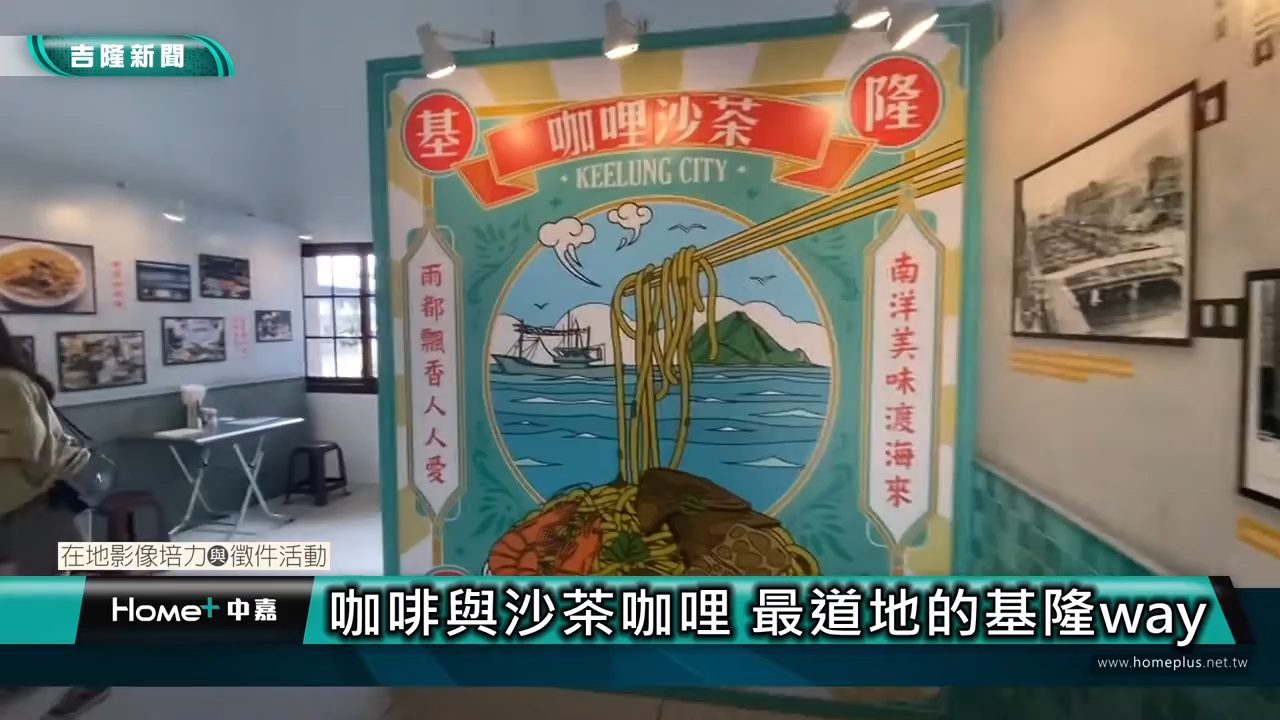 吉隆新聞
基
咖哩沙茶
隆
KEELUNG CITY
南洋美味渡海來
雨都飄香人人愛
在地影像培力與徵件活動
Home+中嘉
咖啡與沙茶咖哩 最道地的基隆way
www.homeplus.net.tw